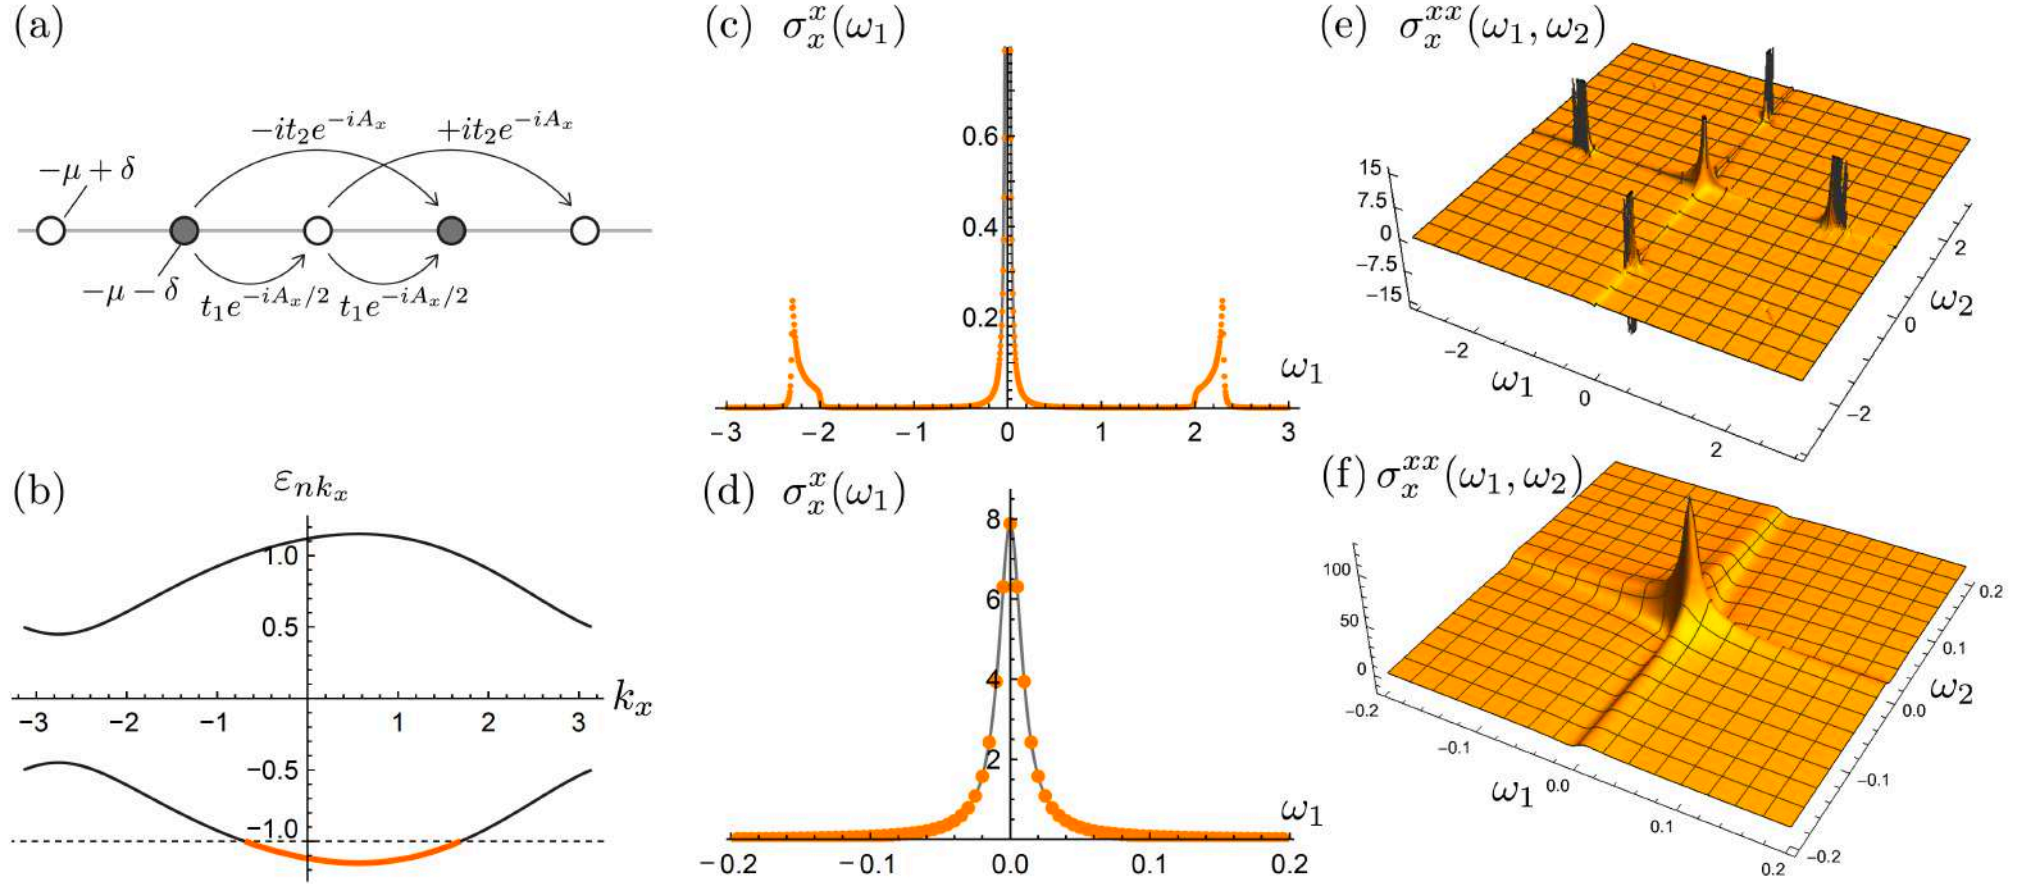 (a)
−it₂e^{−iA_x} +it₂e^{−iA_x}
−μ + δ
−μ − δ
t₁e^{−iA_x/2} t₁e^{−iA_x/2}
(b) ε_{nk_x}
1.0
0.5
−3 −2 −1 1 2 3 k_x
−0.5
−1.0
(c) σ_x^x(ω₁)
0.6
0.4
0.2
ω₁
−3 −2 −1 0 1 2 3
(d) σ_x^x(ω₁)
8
6
4
2
ω₁
−0.2 −0.1 0.0 0.1 0.2
(e) σ_x^{xx}(ω₁, ω₂)
15
7.5
0
−7.5
−15
−2 0 2
ω₁
2
0
−2
ω₂
(f) σ_x^{xx}(ω₁, ω₂)
100
50
0
−0.2 −0.1 0.0 0.1 0.2
ω₁
0.2
0.1
0.0
−0.1
−0.2
ω₂